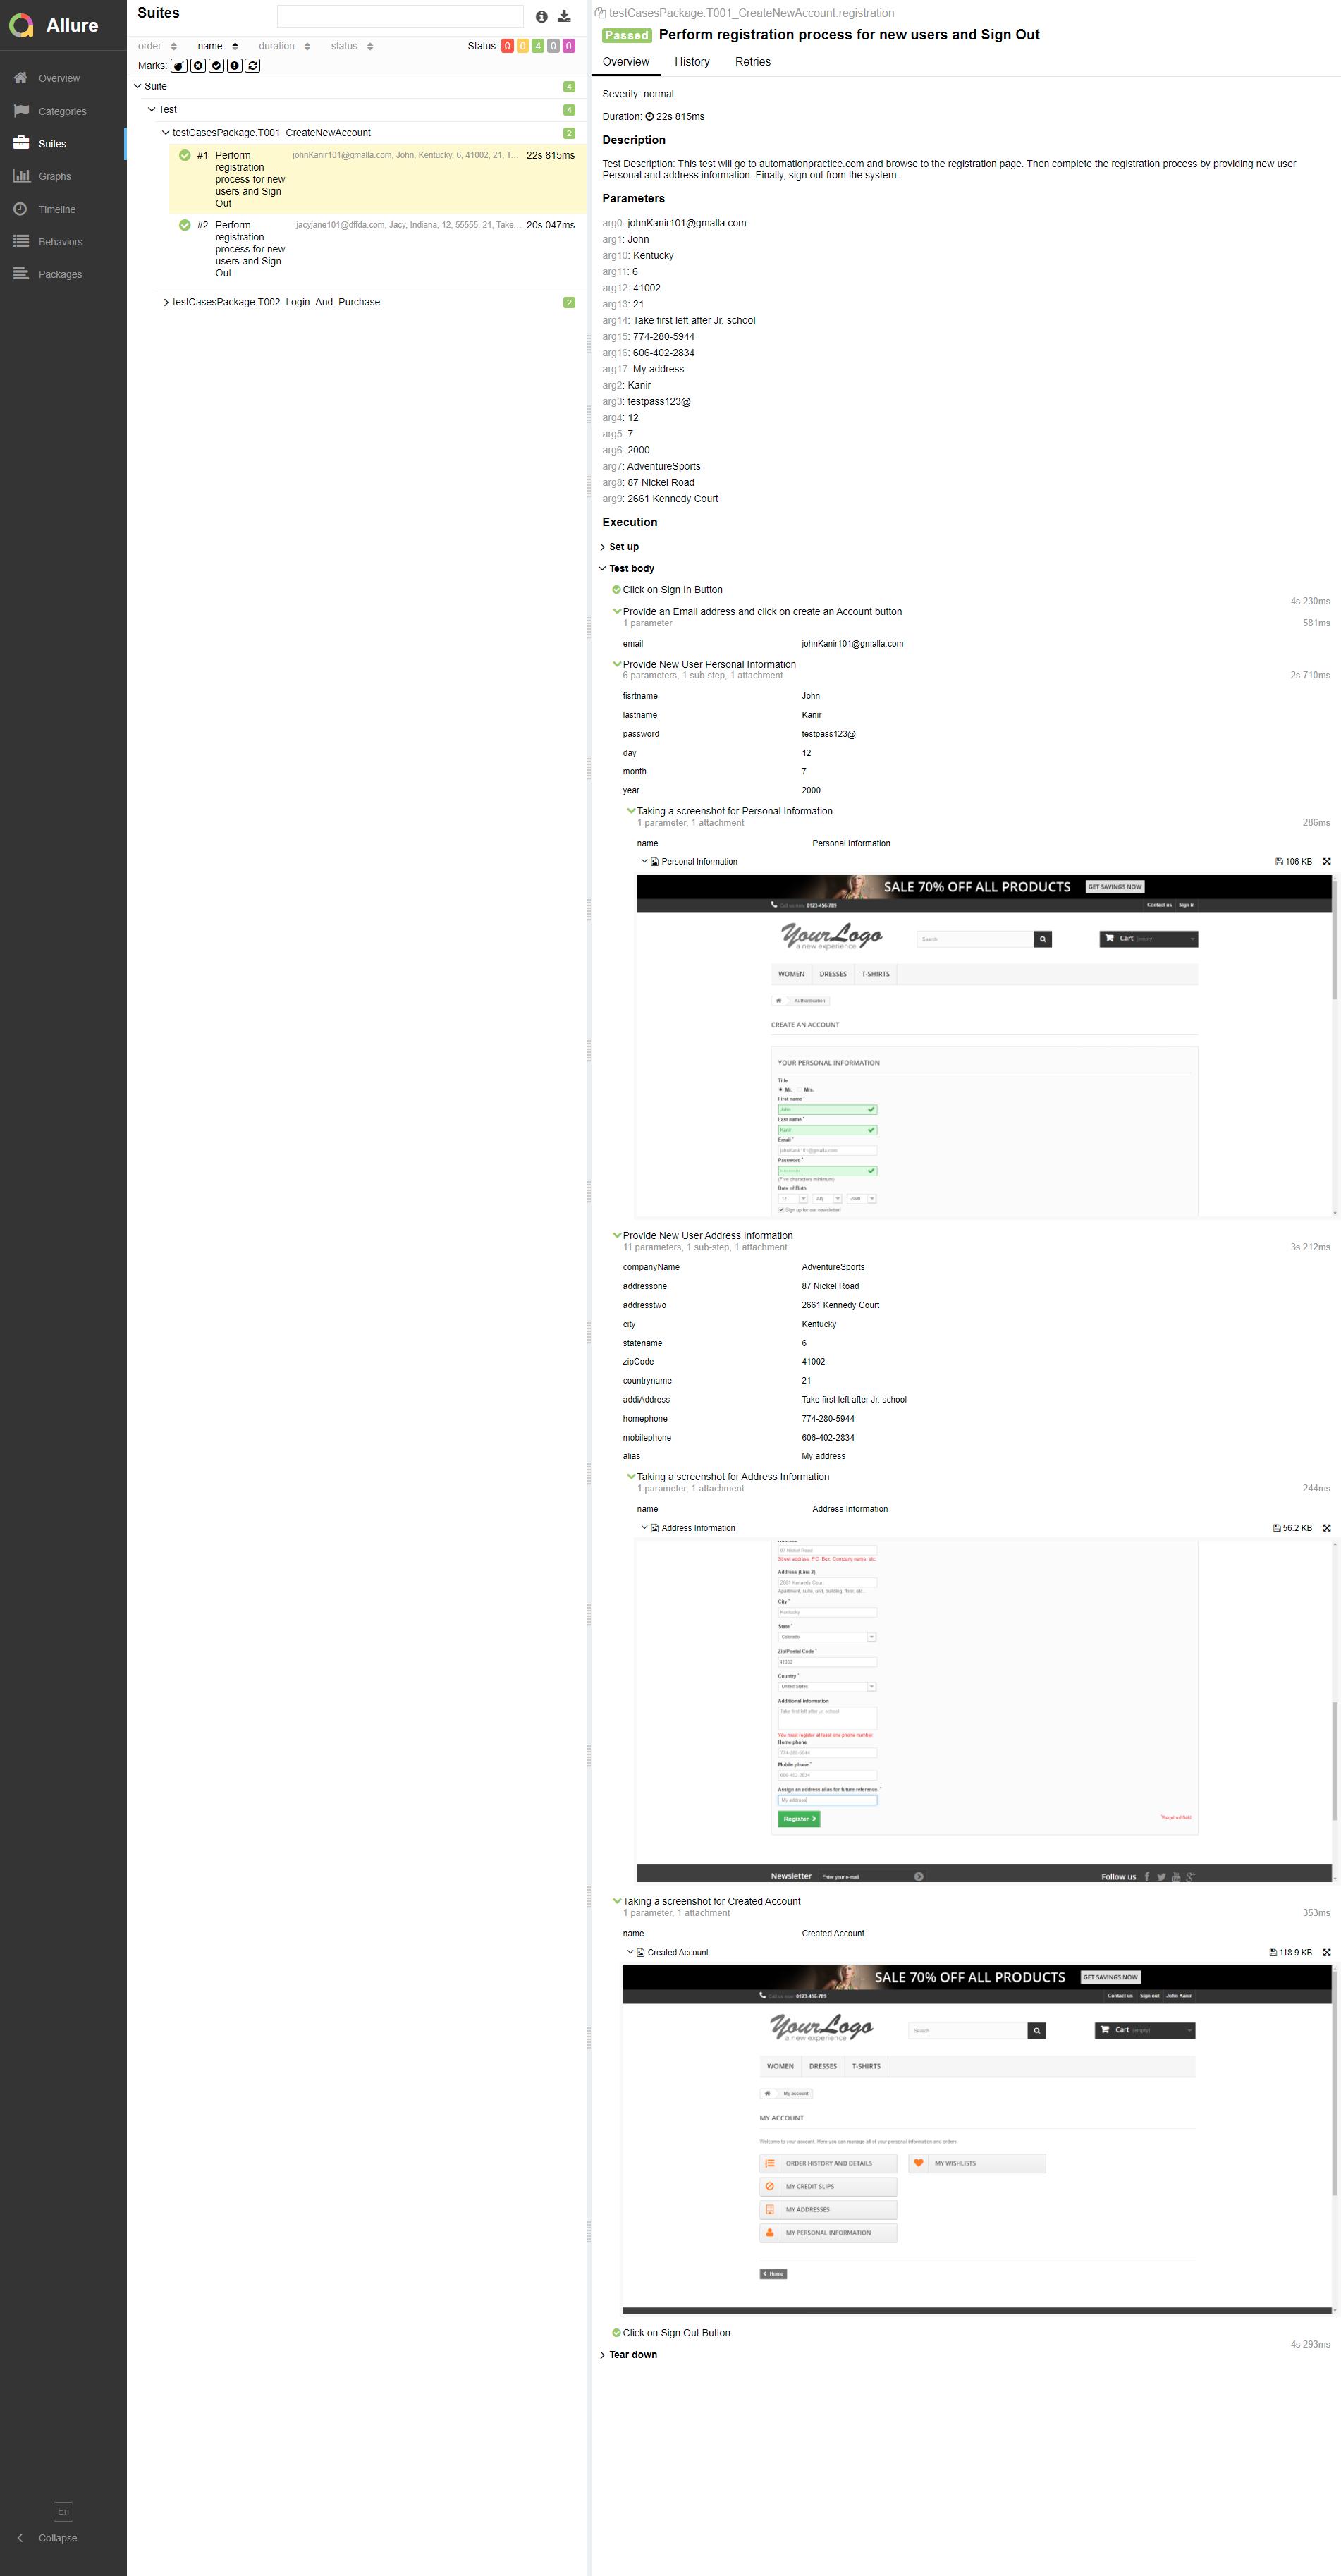 Allure
Overview
Categories
Suites
Graphs
Timeline
Behaviors
Packages
En
Collapse
Suites
order name duration status Status: 0 0 4 0 0
Marks:
Suite 4
Test 4
testCasesPackage.T001_CreateNewAccount 2
#1 Perform registration process for new users and Sign Out johnKanir101@gmalla.com, John, Kentucky, 6, 41002, 21, T... 22s 815ms
#2 Perform registration process for new users and Sign Out jacyjane101@dffda.com, Jacy, Indiana, 12, 55555, 21, Take... 20s 047ms
testCasesPackage.T002_Login_And_Purchase 2
testCasesPackage.T001_CreateNewAccount.registration
Passed Perform registration process for new users and Sign Out
Overview History Retries
Severity: normal
Duration: 22s 815ms
Description
Test Description: This test will go to automationpractice.com and browse to the registration page. Then complete the registration process by providing new user
Personal and address information. Finally, sign out from the system.
Parameters
arg0: johnKanir101@gmalla.com
arg1: John
arg10: Kentucky
arg11: 6
arg12: 41002
arg13: 21
arg14: Take first left after Jr. school
arg15: 774-280-5944
arg16: 606-402-2834
arg17: My address
arg2: Kanir
arg3: testpass123@
arg4: 12
arg5: 7
arg6: 2000
arg7: AdventureSports
arg8: 87 Nickel Road
arg9: 2661 Kennedy Court
Execution
Set up
Test body
Click on Sign In Button
4s 230ms
Provide an Email address and click on create an Account button
1 parameter 581ms
email johnKanir101@gmalla.com
Provide New User Personal Information
6 parameters, 1 sub-step, 1 attachment 2s 710ms
fisrtname John
lastname Kanir
password testpass123@
day 12
month 7
year 2000
Taking a screenshot for Personal Information
1 parameter, 1 attachment 286ms
name Personal Information
Personal Information 106 KB
SALE 70% OFF ALL PRODUCTS GET SAVINGS NOW
Call us now: 0123-456-789 Contact us Sign in
YourLogo
a new experience
Search
Cart (empty)
WOMEN DRESSES T-SHIRTS
Authentication
CREATE AN ACCOUNT
YOUR PERSONAL INFORMATION
Title
Mr. Mrs.
First name *
John
Last name *
Kanir
Email *
johnKanir101@gmalla.com
Password *
(Five characters minimum)
Date of Birth
12 July 2000
Sign up for our newsletter!
Provide New User Address Information
11 parameters, 1 sub-step, 1 attachment 3s 212ms
companyName AdventureSports
addressone 87 Nickel Road
addresstwo 2661 Kennedy Court
city Kentucky
statename 6
zipCode 41002
countryname 21
addiAddress Take first left after Jr. school
homephone 774-280-5944
mobilephone 606-402-2834
alias My address
Taking a screenshot for Address Information
1 parameter, 1 attachment 244ms
name Address Information
Address Information 56.2 KB
87 Nickel Road
Street address, P.O. Box, Company name, etc.
Address (Line 2)
2661 Kennedy Court
Apartment, suite, unit, building, floor, etc...
City *
Kentucky
State *
Colorado
Zip/Postal Code *
41002
Country *
United States
Additional information
Take first left after Jr. school
You must register at least one phone number.
Home phone
774-280-5944
Mobile phone *
606-402-2834
Assign an address alias for future reference. *
My address
Register
*Required field
Newsletter Enter your e-mail Follow us
Taking a screenshot for Created Account
1 parameter, 1 attachment 353ms
name Created Account
Created Account 118.9 KB
SALE 70% OFF ALL PRODUCTS GET SAVINGS NOW
Call us now: 0123-456-789 Contact us Sign out John Kanir
YourLogo
a new experience
Search
Cart (empty)
WOMEN DRESSES T-SHIRTS
My account
MY ACCOUNT
Welcome to your account. Here you can manage all of your personal information and orders.
ORDER HISTORY AND DETAILS MY WISHLISTS
MY CREDIT SLIPS
MY ADDRESSES
MY PERSONAL INFORMATION
Home
Click on Sign Out Button
4s 293ms
Tear down